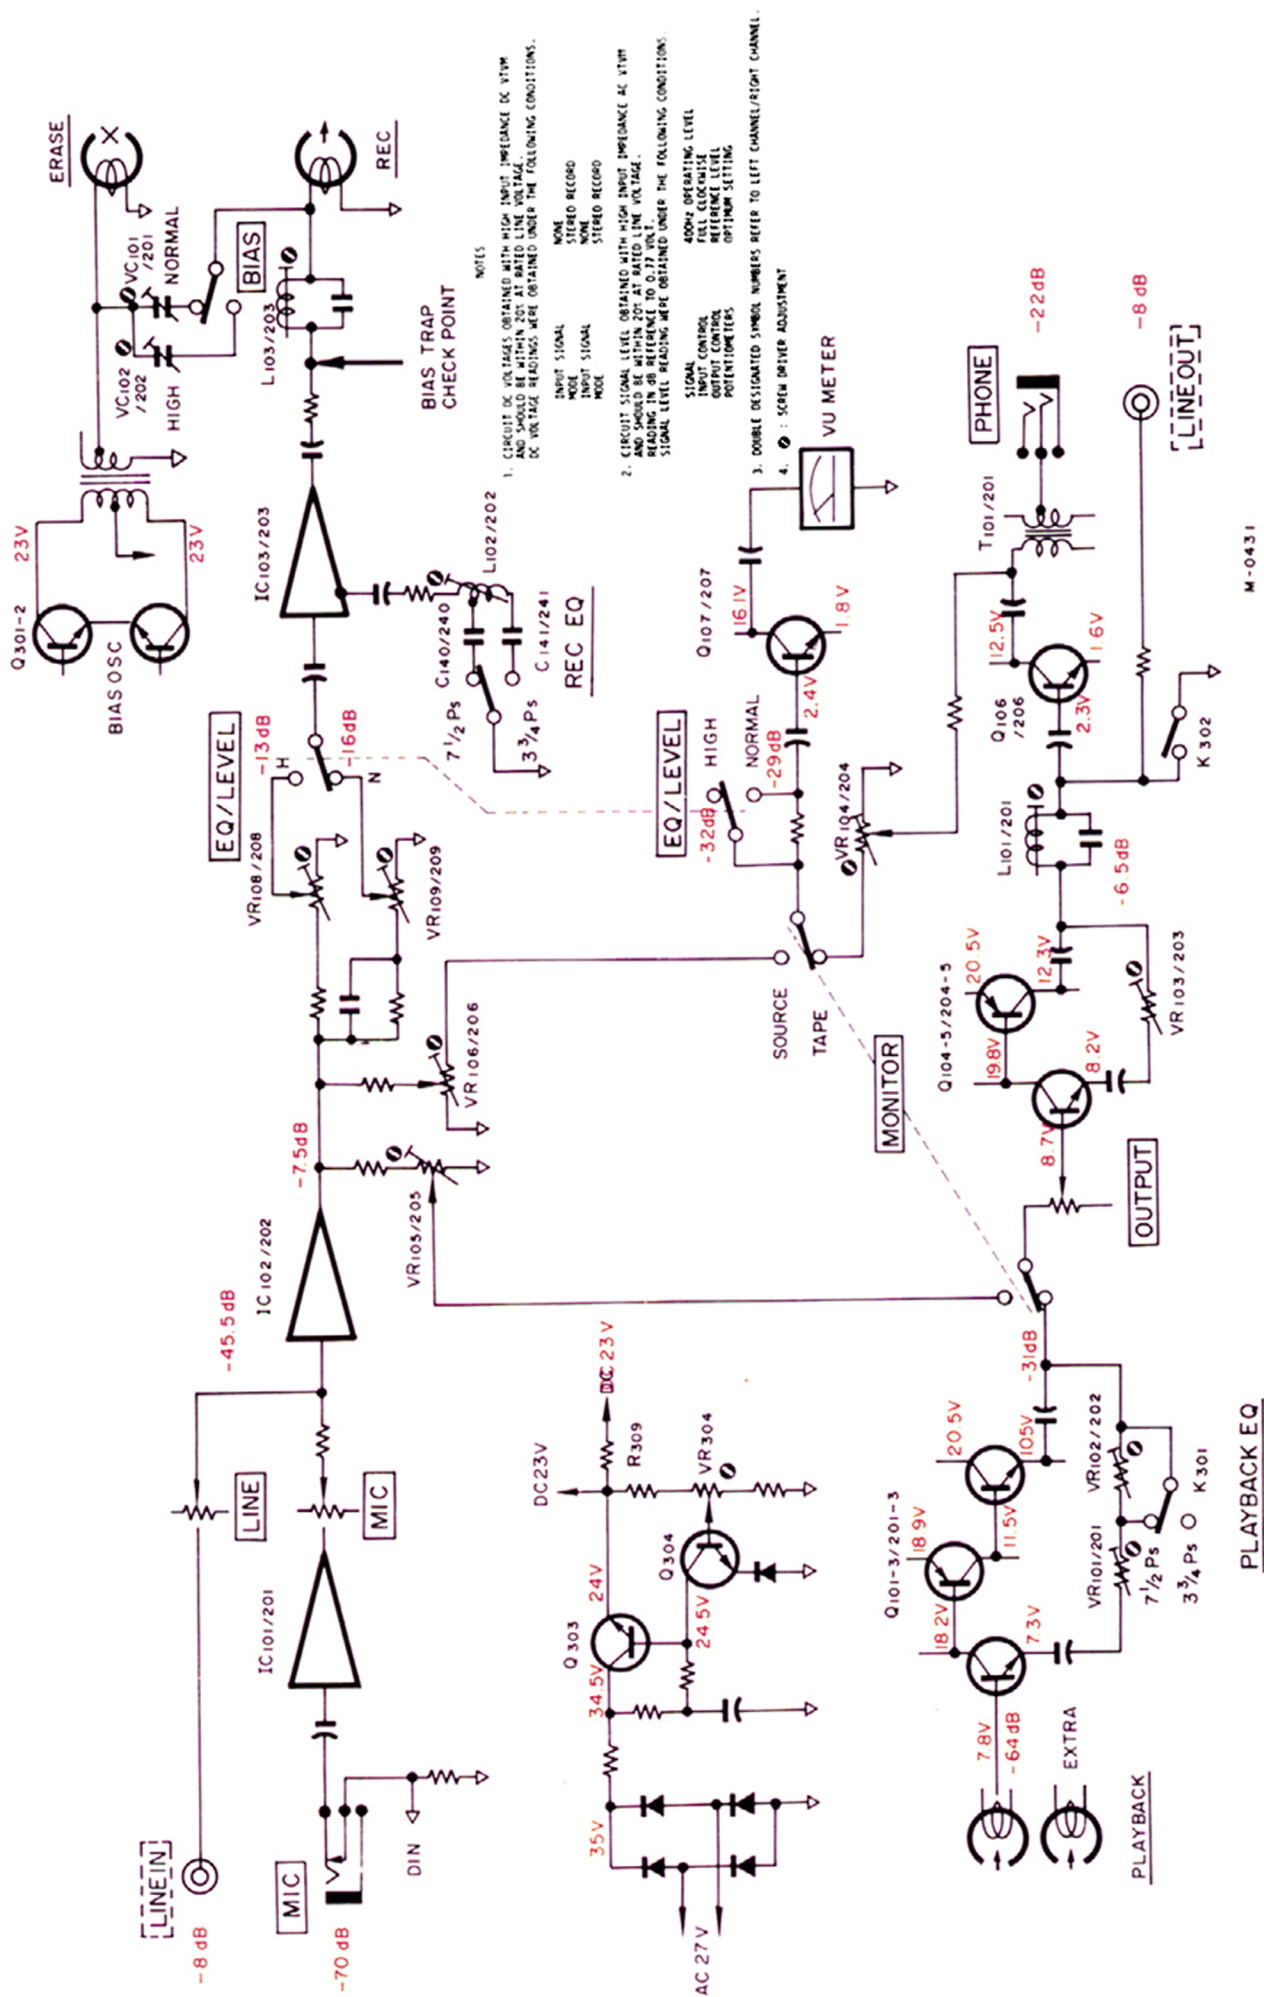 LINE IN
-8 dB
MIC
-70 dB
DIN
IC101/201
LINE
MIC
-45.5dB
IC102/202
-7.5dB
VR105/205
VR106/206
VR108/208
VR109/209
EQ/LEVEL
-13dB
H
-16dB
N
Q301-2
BIAS OSC
23V
23V
IC103/203
7 1/2 Ps
C140/240
3 3/4 Ps
C141/241
L102/202
REC EQ
VC102
/202
HIGH
VC101
/201
NORMAL
BIAS
L103/203
BIAS TRAP
CHECK POINT
ERASE
REC
NOTES
1. CIRCUIT DC VOLTAGES OBTAINED WITH HIGH INPUT IMPEDANCE DC VTVM
AND SHOULD BE WITHIN 20% AT RATED LINE VOLTAGE.
DC VOLTAGE READINGS WERE OBTAINED UNDER THE FOLLOWING CONDITIONS.
INPUT SIGNAL NONE
MODE STEREO RECORD
INPUT SIGNAL NONE
MODE STEREO RECORD
2. CIRCUIT SIGNAL LEVEL OBTAINED WITH HIGH INPUT IMPEDANCE AC VTVM
AND SHOULD BE WITHIN 20% AT RATED LINE VOLTAGE.
READING IN dB REFERENCE TO 0.77 VOLT.
SIGNAL LEVEL READING WERE OBTAINED UNDER THE FOLLOWING CONDITIONS.
SIGNAL 400Hz OPERATING LEVEL
INPUT CONTROL FULL CLOCKWISE
OUTPUT CONTROL REFERENCE LEVEL
POTENTIOMETERS OPTIMUM SETTING
3. DOUBLE DESIGNATED SYMBOL NUMBERS REFER TO LEFT CHANNEL/RIGHT CHANNEL.
4. : SCREW DRIVER ADJUSTMENT
AC 27V
35V
34.5V
Q303
24V
24.5V
Q304
DC23V
R309
VR304
DC 23V
SOURCE
TAPE
MONITOR
EQ/LEVEL
-32dB
HIGH
NORMAL
-29dB
VR104/204
2.4V
Q107/207
16.1V
1.8V
VU METER
PLAYBACK
EXTRA
7.8V
-64dB
18.2V
7.3V
Q101-3/201-3
18.9V
11.5V
20.5V
105V
-31dB
VR101/201
VR102/202
7 1/2 Ps
3 3/4 Ps
K301
PLAYBACK EQ
OUTPUT
8.7V
8.2V
19.8V
Q104-5/204-5
20.5V
12.3V
VR103/203
-6.5dB
L101/201
Q106
/206
2.3V
12.5V
1.6V
K302
T101/201
PHONE
-22dB
-8 dB
LINE OUT
M-0431